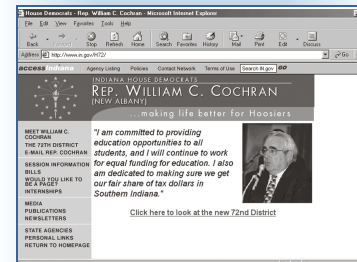 House Democrats - Rep. William C. Cochran - Microsoft Internet Explorer
File Edit View Favorites Tools Help
Back Forward Stop Refresh Home Search Favorites History Mail Print Edit Discuss
Address http://www.in.gov/H72/ Go
accessIndiana Agency Listing Policies Contact Network Terms of Use Search IN.gov GO
INDIANA HOUSE DEMOCRATS
REP. WILLIAM C. COCHRAN
(NEW ALBANY)
...making life better for Hoosiers
MEET WILLIAM C.
COCHRAN
THE 72TH DISTRICT
E-MAIL REP. COCHRAN
SESSION INFORMATION
BILLS
WOULD YOU LIKE TO
BE A PAGE?
INTERNSHIPS
MEDIA
PUBLICATIONS
NEWSLETTERS
STATE AGENCIES
PERSONAL LINKS
RETURN TO HOMEPAGE
"I am committed to providing
education opportunities to all
students, and I will continue to work
for equal funding for education. I also
am dedicated to making sure we get
our fair share of tax dollars in
Southern Indiana."
Click here to look at the new 72nd District